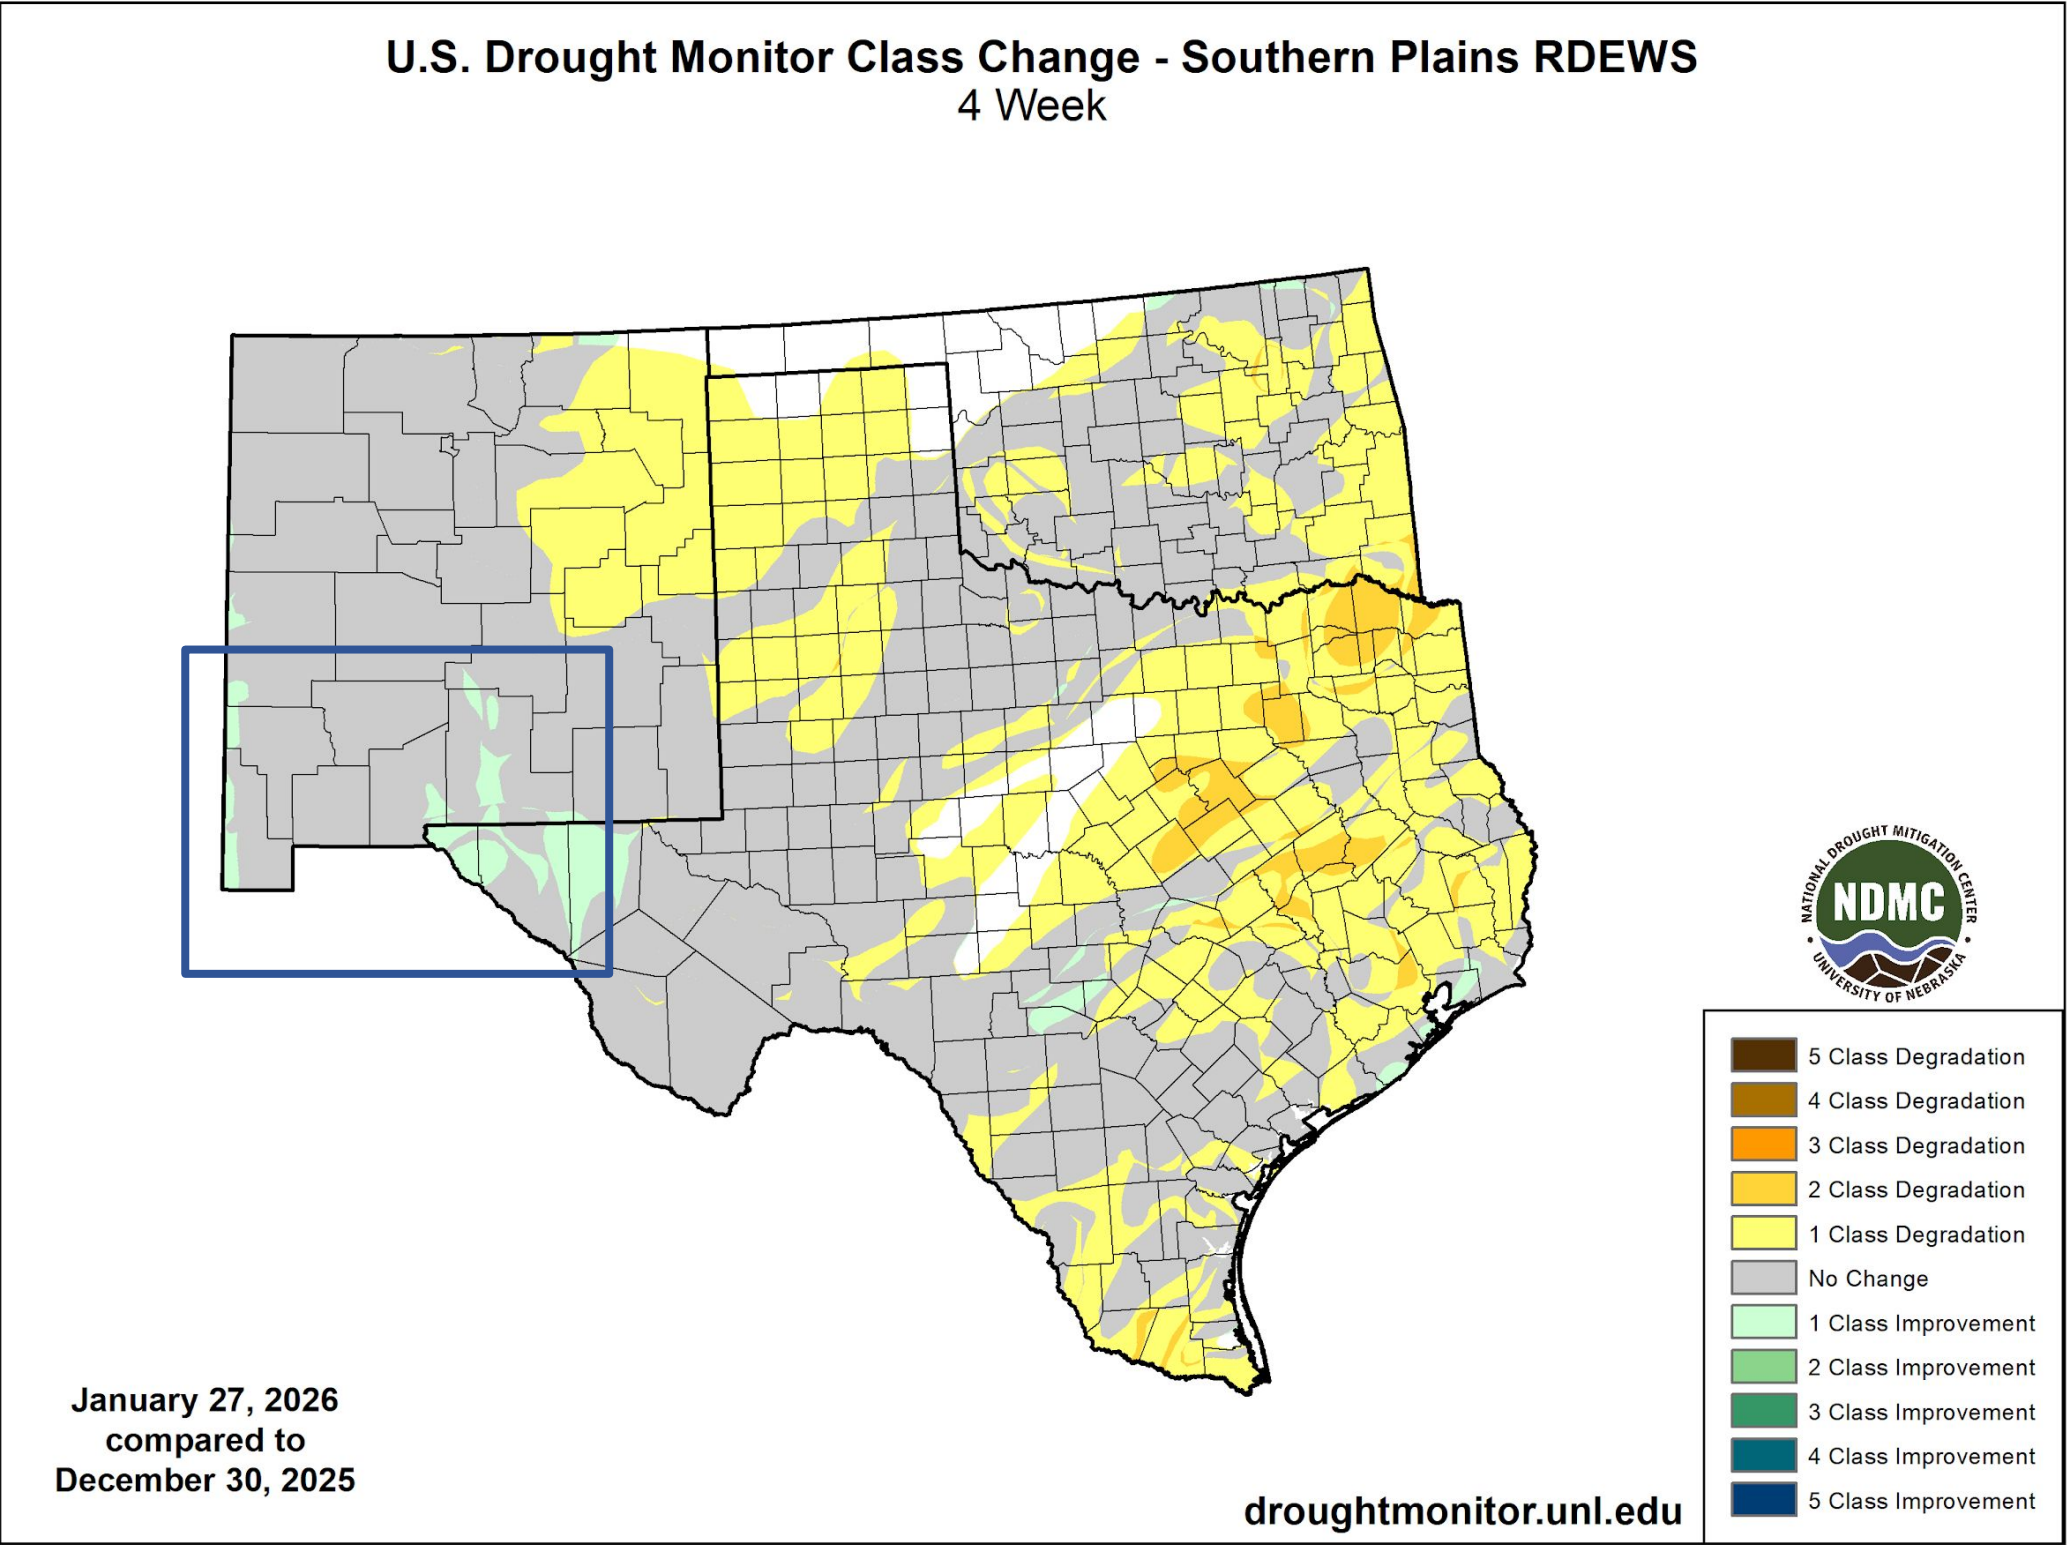 U.S. Drought Monitor Class Change - Southern Plains RDEWS
4 Week
NATIONAL DROUGHT MITIGATION CENTER
NDMC
UNIVERSITY OF NEBRASKA
5 Class Degradation
4 Class Degradation
3 Class Degradation
2 Class Degradation
1 Class Degradation
No Change
1 Class Improvement
2 Class Improvement
3 Class Improvement
4 Class Improvement
5 Class Improvement
January 27, 2026
compared to
December 30, 2025
droughtmonitor.unl.edu